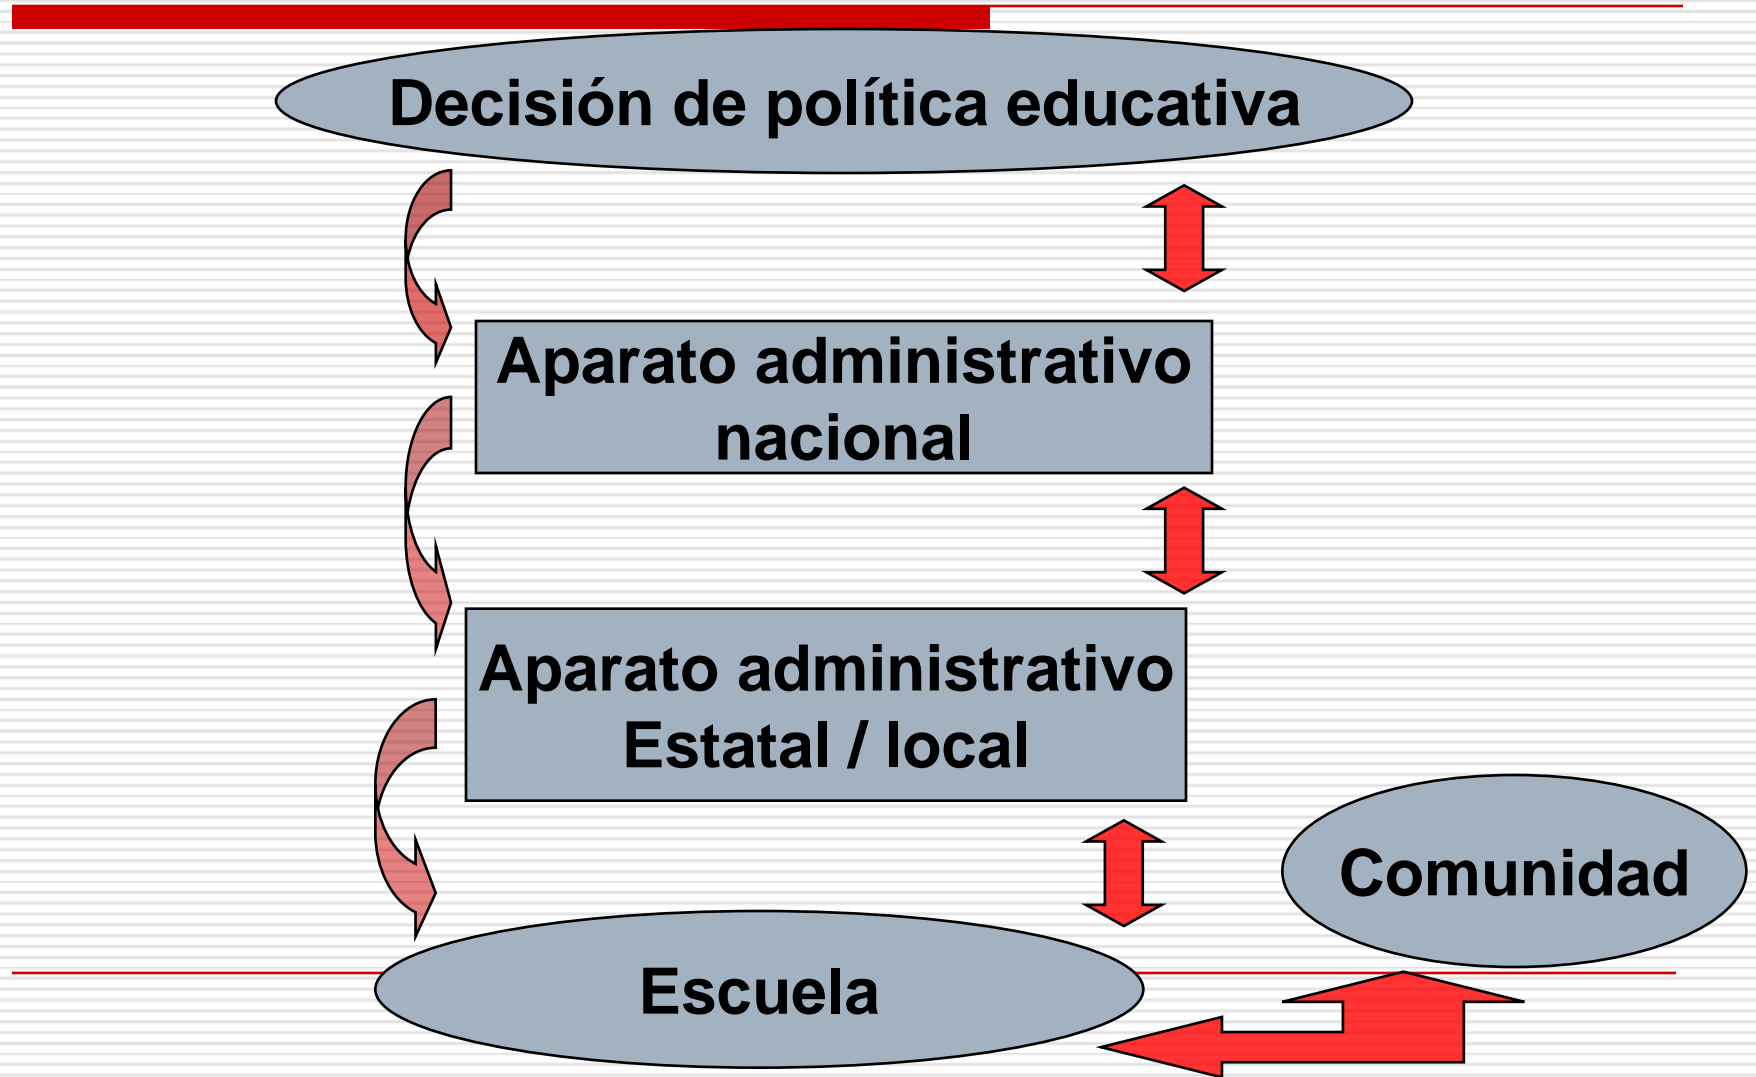 Decisión de política educativa
Aparato administrativo
nacional
Aparato administrativo
Estatal / local
Comunidad
Escuela